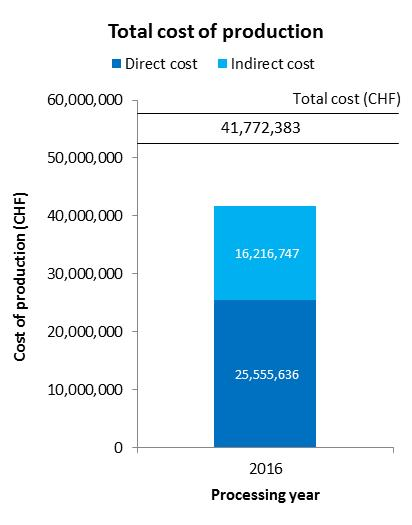 Total cost of production
Direct cost Indirect cost
Total cost (CHF)
41,772,383
Cost of production (CHF)
60,000,000
50,000,000
40,000,000
30,000,000
20,000,000
10,000,000
0
16,216,747
25,555,636
2016
Processing year